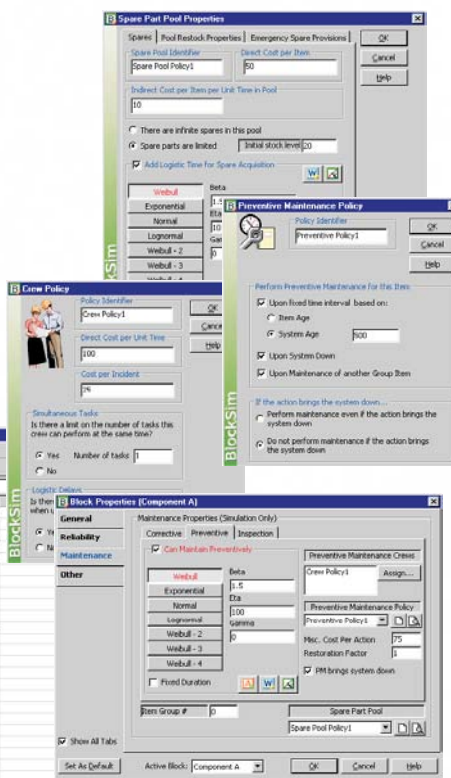 Spare Part Pool Properties
Spares | Pool Restock Properties | Emergency Spare Provisions
OK
Cancel
Help
Spare Pool Identifier
Spare Pool Policy1
Direct Cost per Item
50
Indirect Cost per Item per Unit Time in Pool
10
There are infinite spares in this pool
Spare parts are limited
Initial stock level 20
Add Logistic Time for Spare Acquisition
Weibull
Exponential
Normal
Lognormal
Weibull - 2
Weibull - 3
Beta
Eta
10
0
BlockSim
Preventive Maintenance Policy
Policy Identifier
Preventive Policy1
OK
Cancel
Help
Perform Preventive Maintenance for this Item
Upon fixed time interval based on:
Item Age
System Age
500
Upon System Down
Upon Maintenance of another Group Item
If the action brings the system down...
Perform maintenance even if the action brings the
system down
Do not perform maintenance if the action brings
the system down
BlockSim
Crew Policy
Policy Identifier
Crew Policy1
Direct Cost per Unit Time
100
Cost per Incident
25
OK
Help
Simultaneous Tasks
Is there a limit on the number of tasks this
crew can perform at the same time?
Yes
Number of tasks 1
No
Logistic Delays
BlockSim
Block Properties (Component A)
General
Reliability
Maintenance
Other
Maintenance Properties (Simulation Only)
Corrective | Preventive | Inspection
Can Maintain Preventively
Weibull
Exponential
Normal
Lognormal
Weibull - 2
Weibull - 3
Weibull - 4
Fixed Duration
Beta
1.5
Eta
100
Gamma
0
Preventive Maintenance Crews
Crew Policy1
Assign...
Preventive Maintenance Policy
Preventive Policy1
Misc. Cost Per Action 75
Restoration Factor 1
PM brings system down
Item Group # 0
Spare Part Pool
Spare Pool Policy1
Show All Tabs
Set As Default
Active Block: Component A
OK
Cancel
Help